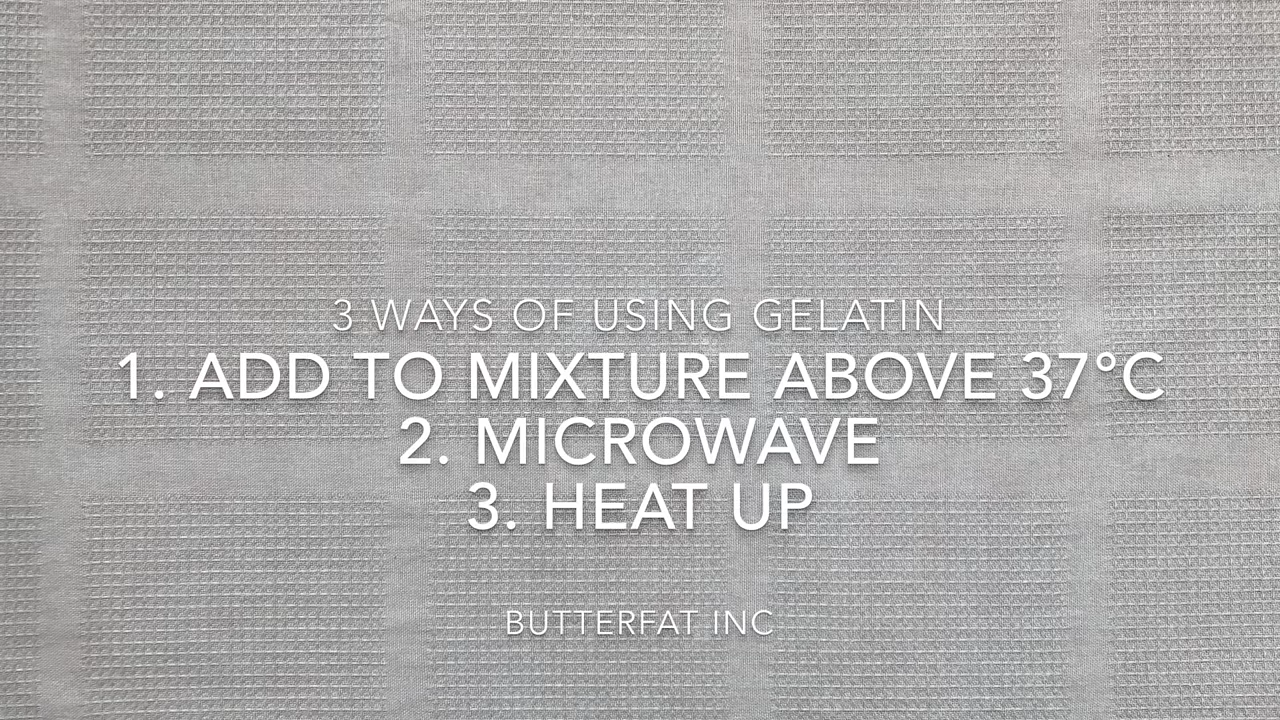 3 WAYS OF USING GELATIN
1. ADD TO MIXTURE ABOVE 37°C
2. MICROWAVE
3. HEAT UP
BUTTERFAT INC